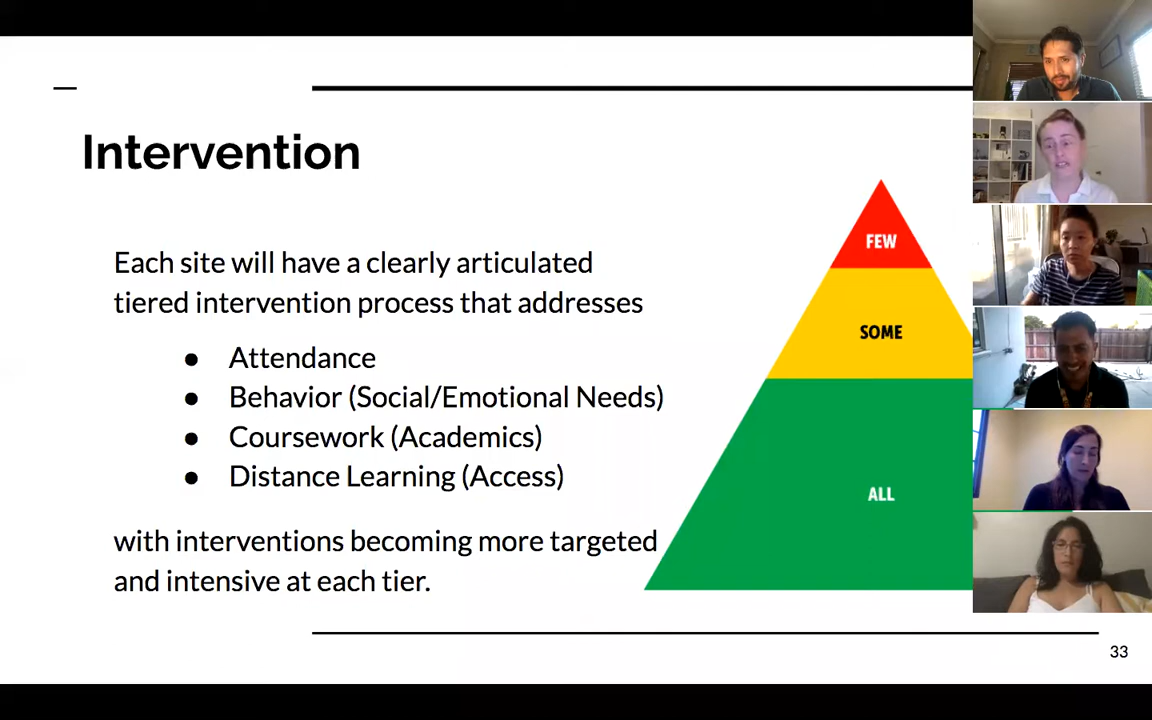 Intervention
Each site will have a clearly articulated
tiered intervention process that addresses
● Attendance
● Behavior (Social/Emotional Needs)
● Coursework (Academics)
● Distance Learning (Access)
with interventions becoming more targeted
and intensive at each tier.
FEW
SOME
ALL
33